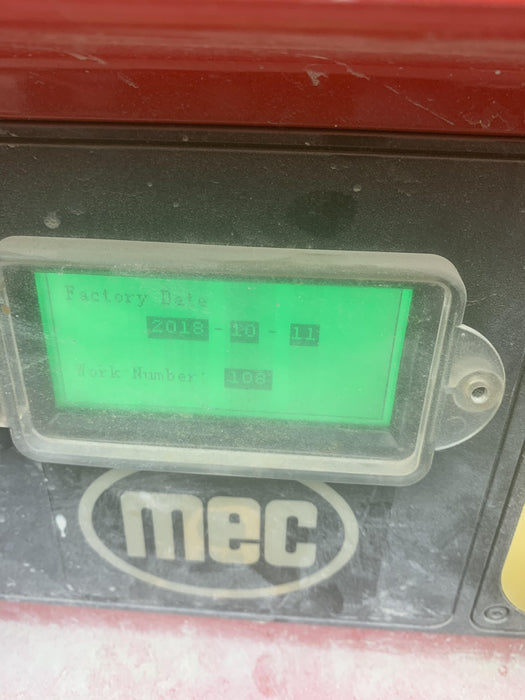 Factory Date
2018 - 10 - 11
Work Number: 108
mec